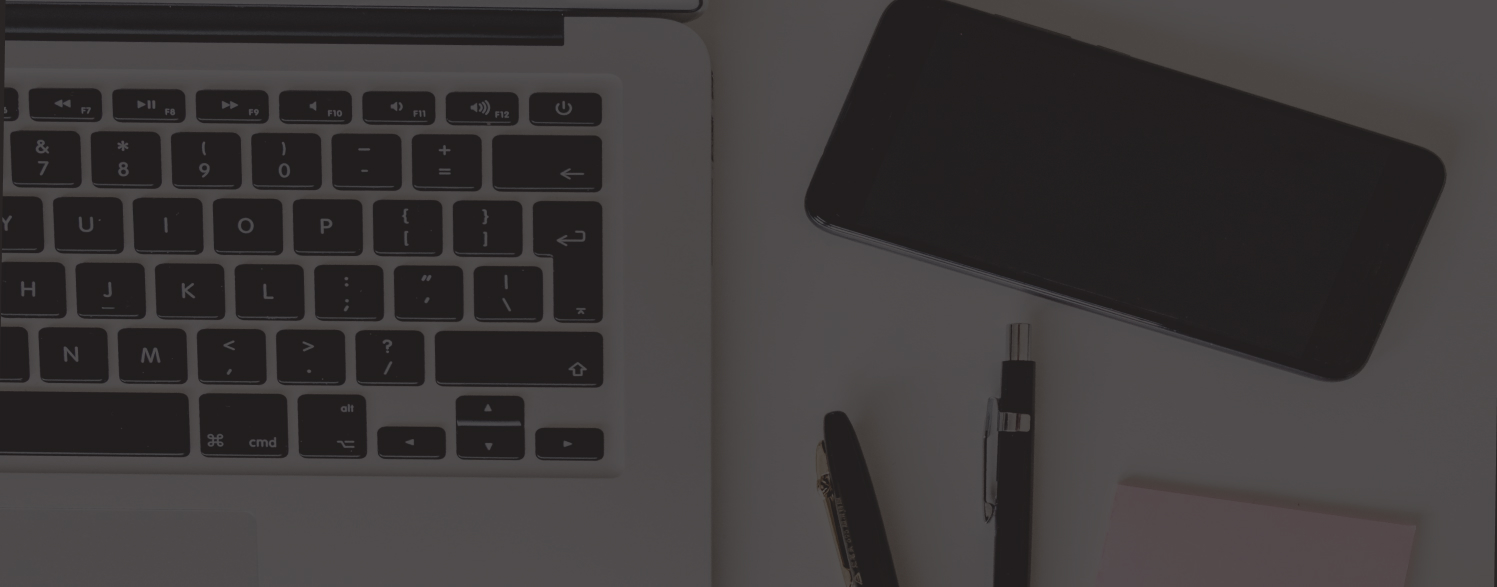 F7 F8 F9 F10 F11 F12
& * ( ) — +
7 8 9 0 - =
Y U I O P { }
[ ]
H J K L : " |
; ' \
N M < > ?
, . /
alt
⌘ cmd ⌥